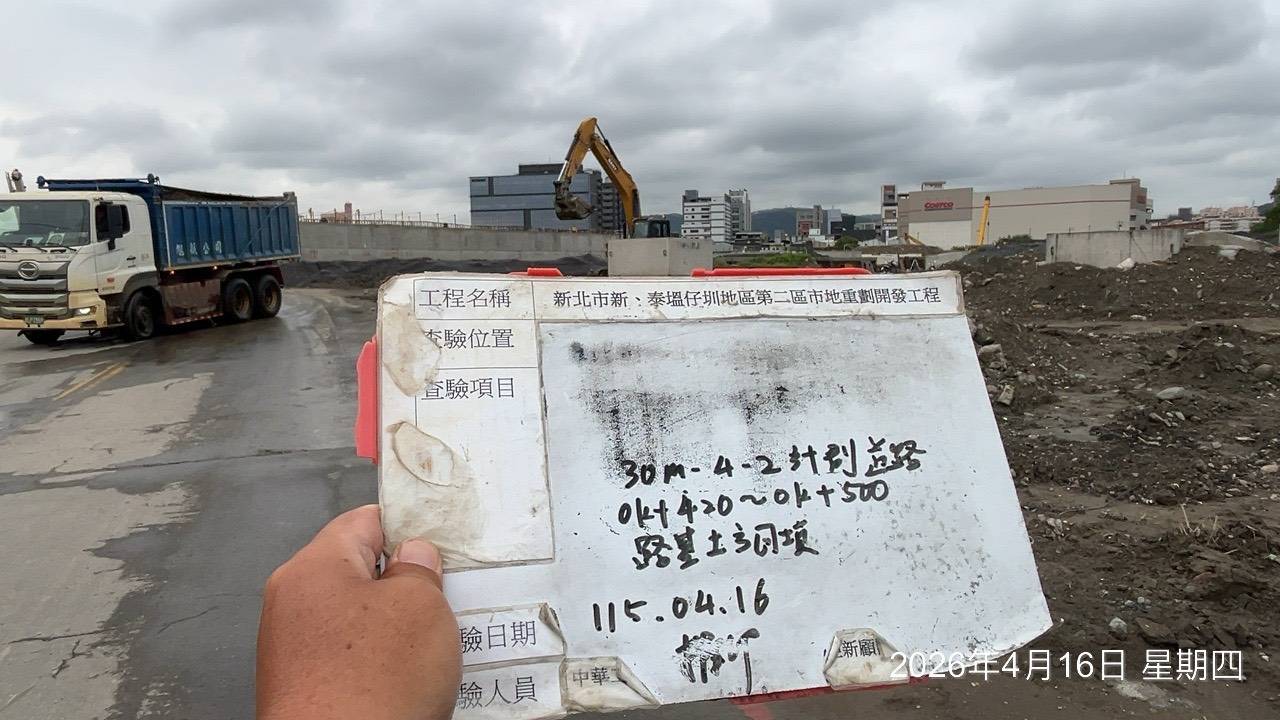 COSTCO
工程名稱 新北市新、泰塭仔圳地區第二區市地重劃開發工程
查驗位置
查驗項目
30m-4-2計劃道路
0k+420~0k+500
路基土方回填
115.04.16
驗日期
驗人員
中華
新顧
2026年4月16日 星期四